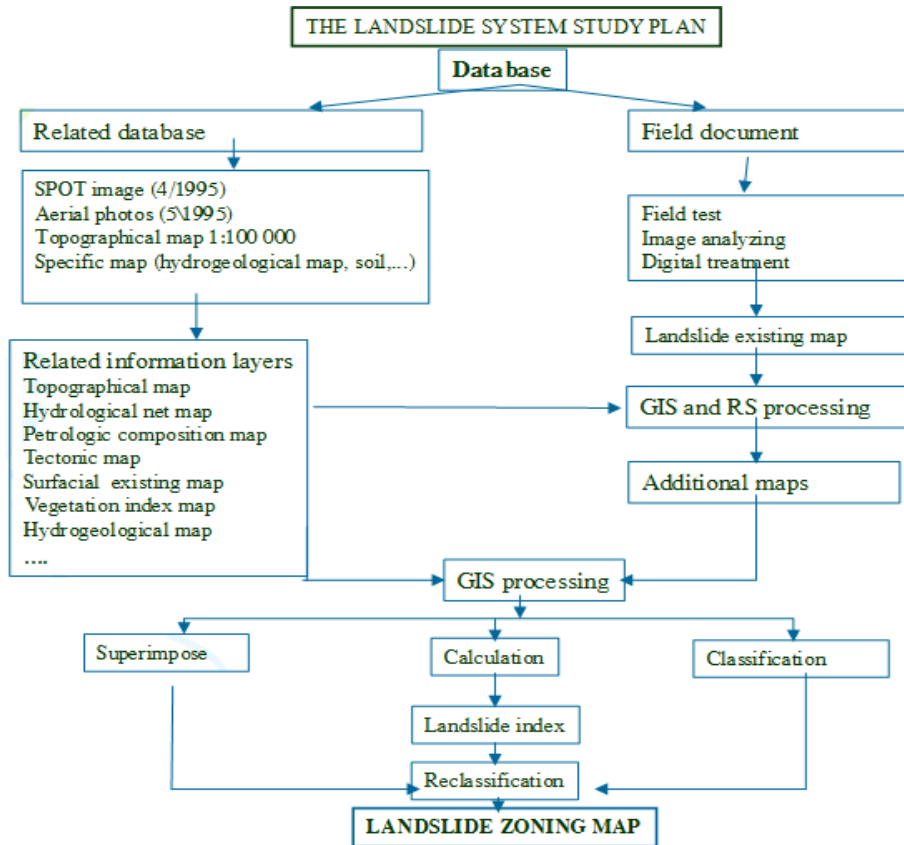 THE LANDSLIDE SYSTEM STUDY PLAN
Database
Related database
Field document
SPOT image (4/1995)
Aerial photos (5\1995)
Topographical map 1:100 000
Specific map (hydrogeological map, soil,...)
Field test
Image analyzing
Digital treatment
Landslide existing map
Related information layers
Topographical map
Hydrological net map
Petrologic composition map
Tectonic map
Surfacial existing map
Vegetation index map
Hydrogeological map
....
GIS and RS processing
Additional maps
GIS processing
Superimpose
Calculation
Classification
Landslide index
Reclassification
LANDSLIDE ZONING MAP